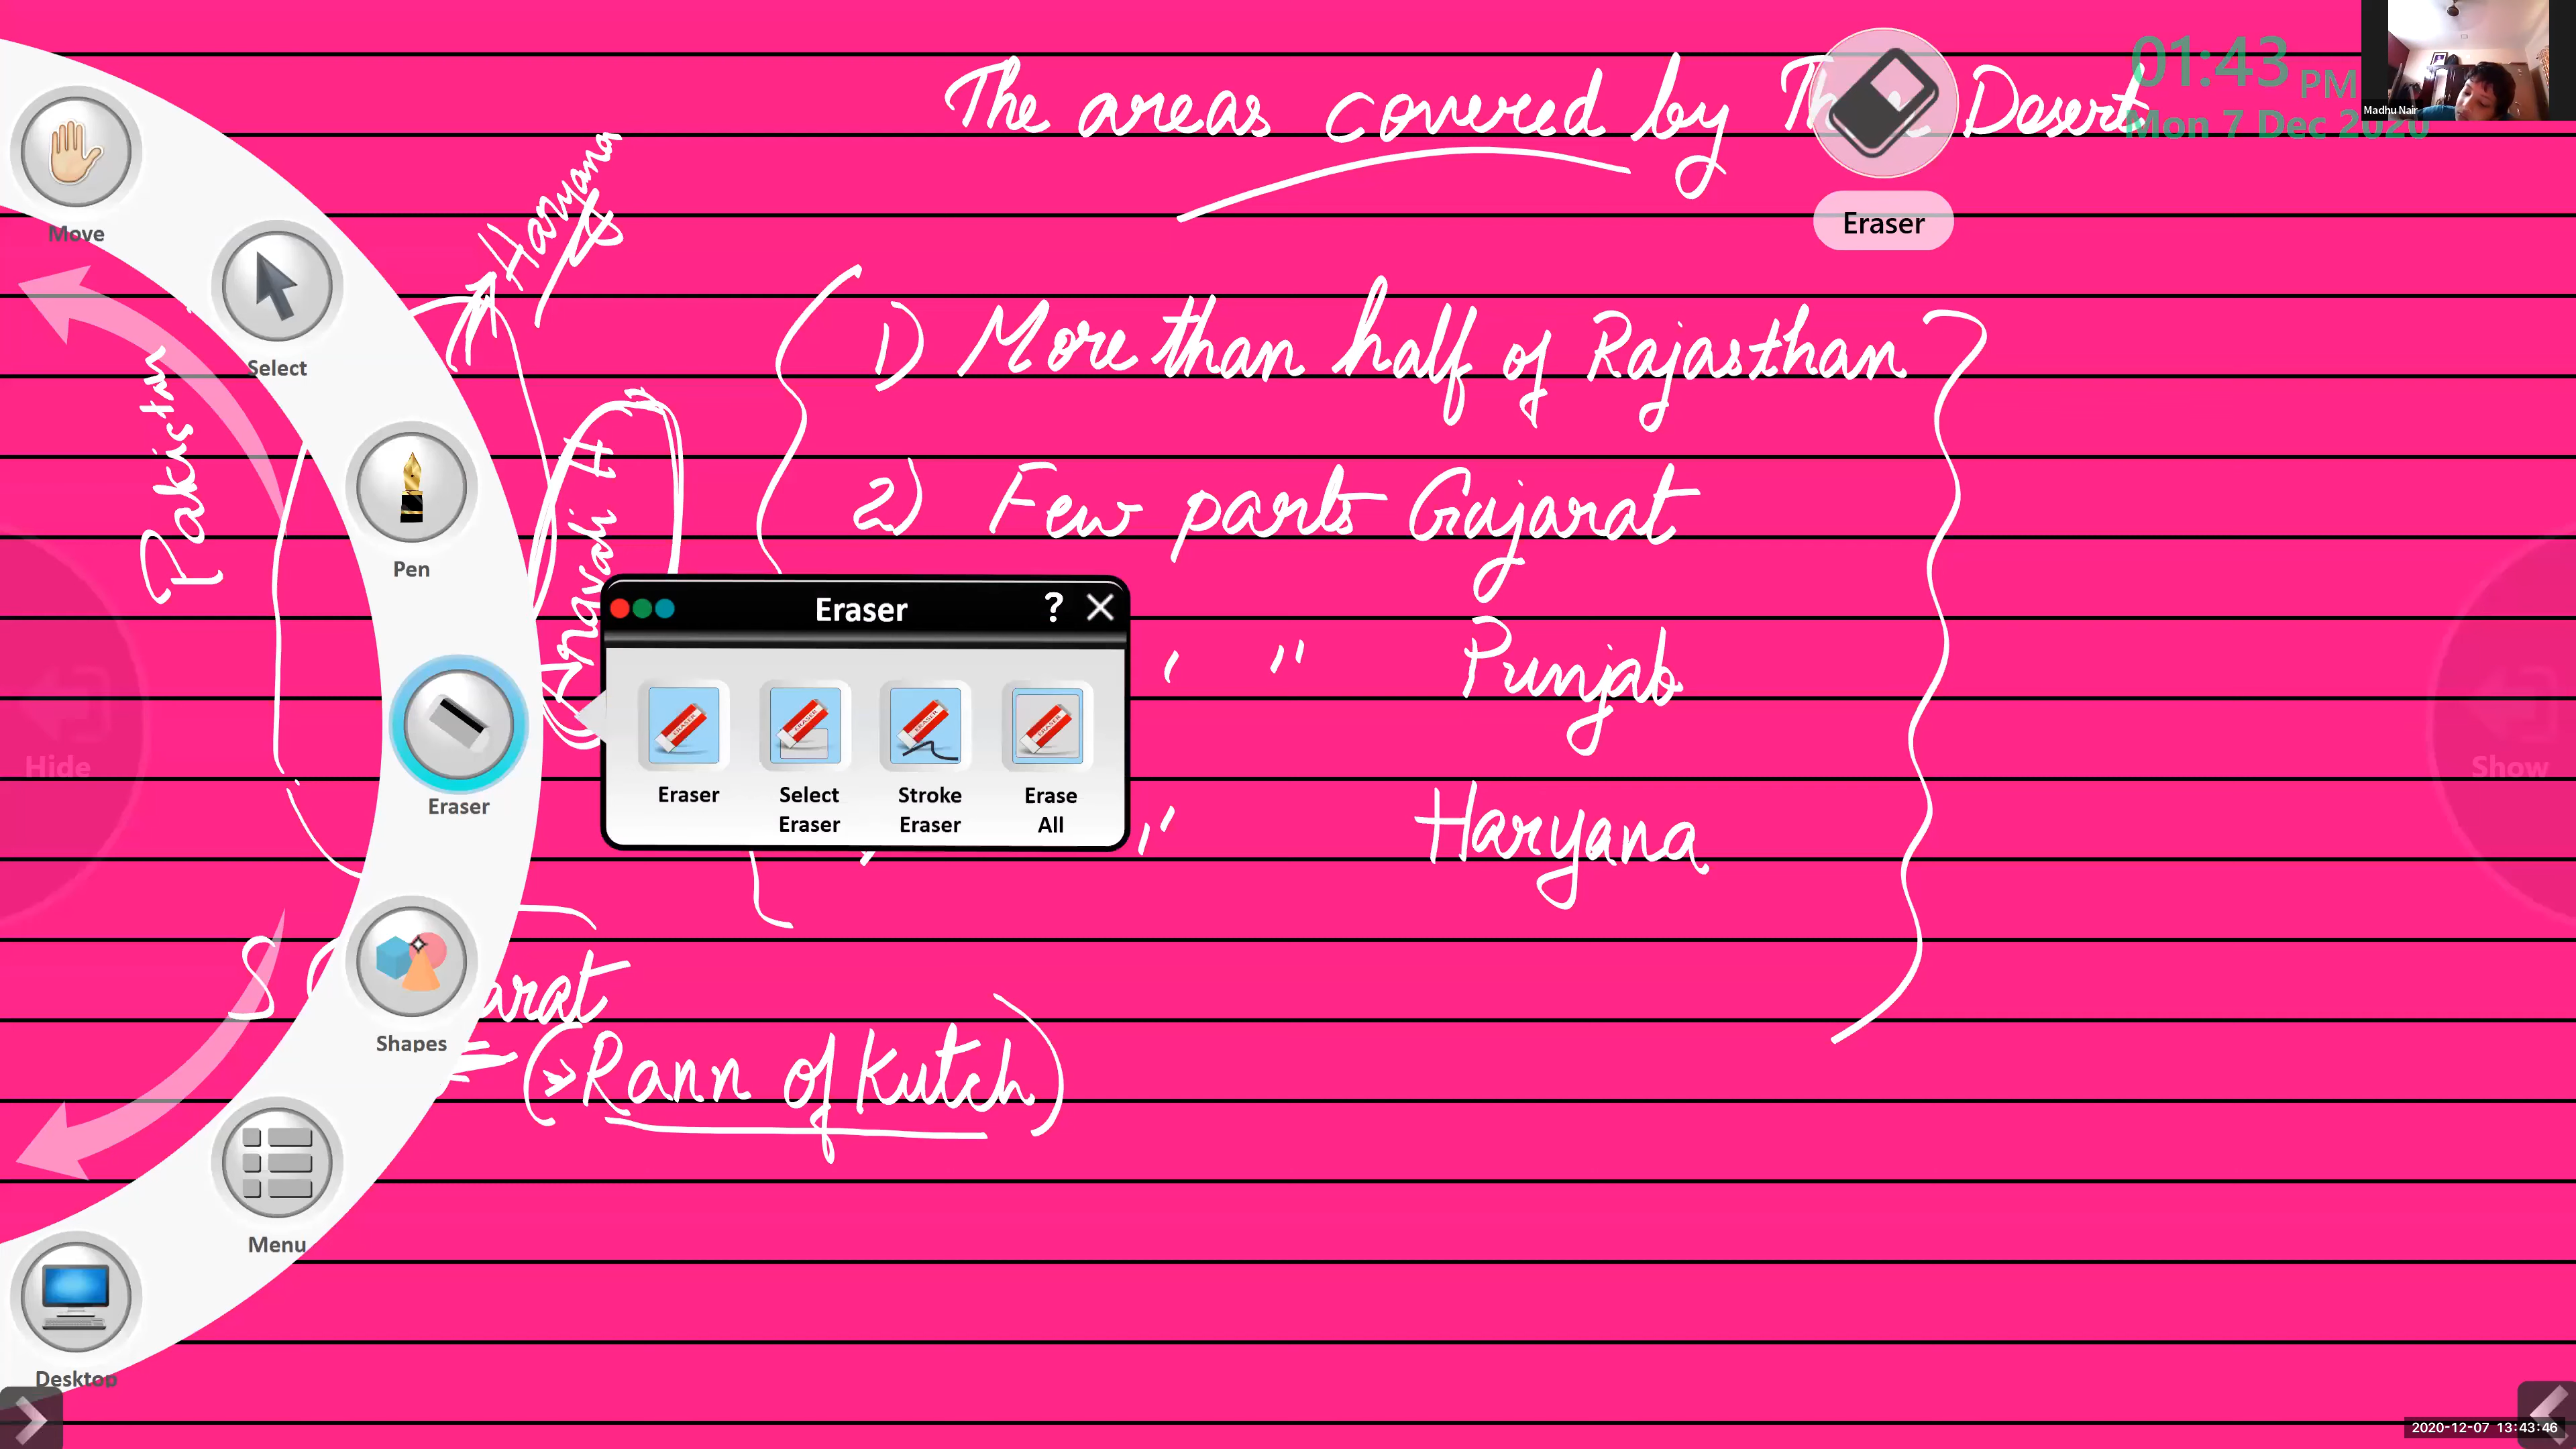 The areas covered by The Desert
01:43 PM
Mon 7 Dec 2020
Madhu Nair
Eraser
Haryana
Move
Select
Pen
Eraser
Shapes
Menu
Desktop
Hide
Show
Pakistan
1) More than half of Rajasthan
2) Few parts Gujarat
" Punjab
" Haryana
Eraser ?
Eraser
Select Eraser
Stroke Eraser
Erase All
S
arat
(Rann of Kutch)
2020-12-07 13:43:46